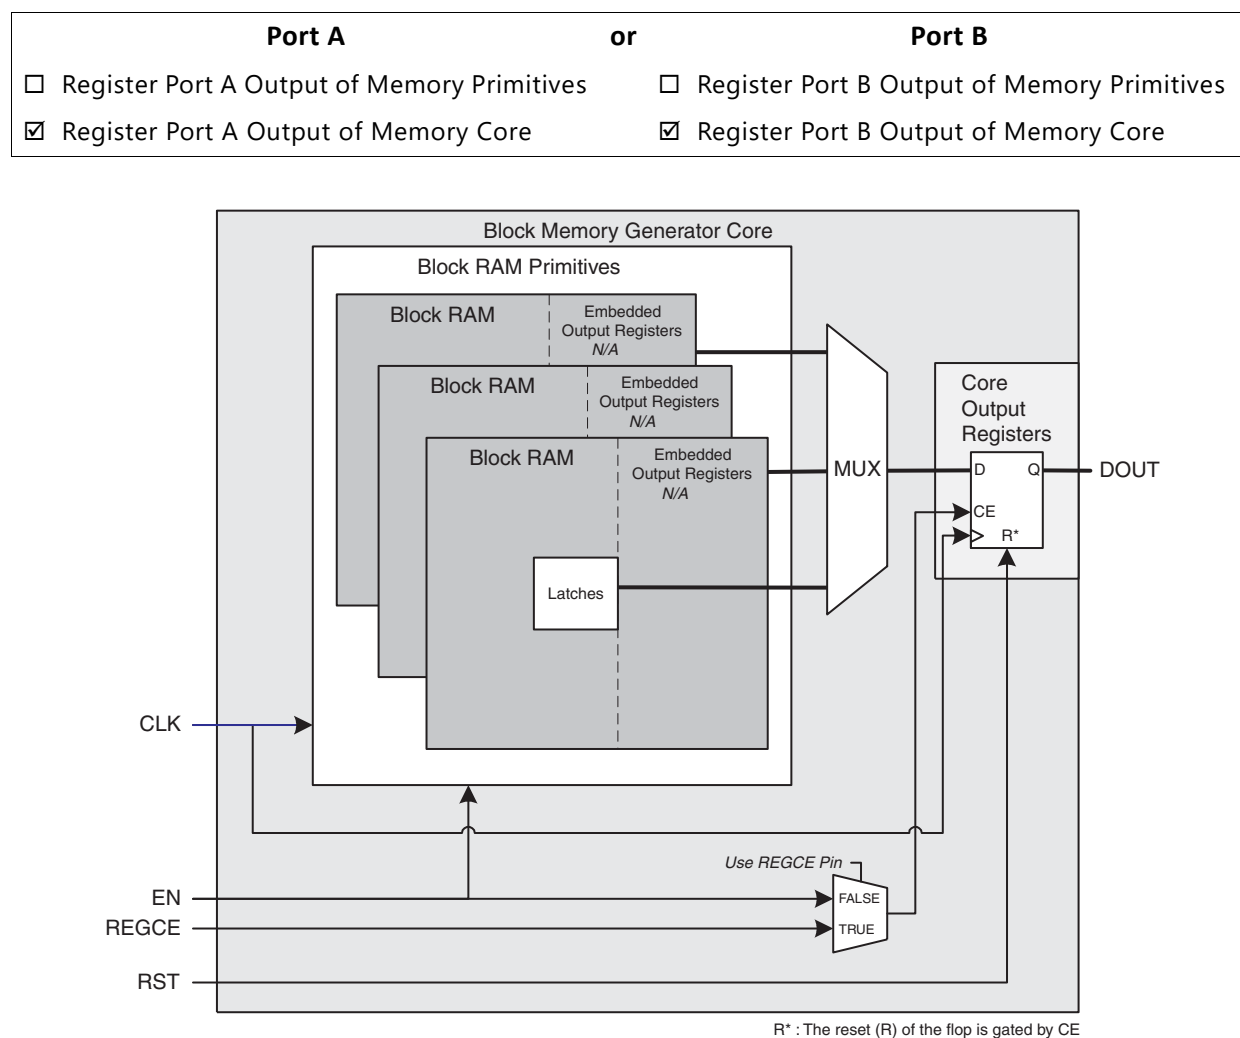 Port A or Port B
☐ Register Port A Output of Memory Primitives ☐ Register Port B Output of Memory Primitives
☑ Register Port A Output of Memory Core ☑ Register Port B Output of Memory Core
Block Memory Generator Core
Block RAM Primitives
Block RAM
Embedded
Output Registers
N/A
Block RAM
Embedded
Output Registers
N/A
Block RAM
Embedded
Output Registers
N/A
Latches
MUX
Core
Output
Registers
D Q
CE
R*
DOUT
CLK
Use REGCE Pin
EN
FALSE
REGCE
TRUE
RST
R* : The reset (R) of the flop is gated by CE